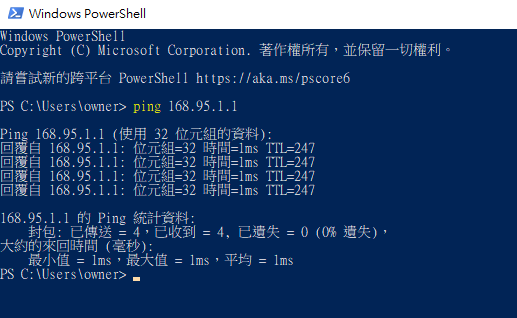 Windows PowerShell
Windows PowerShell
Copyright (C) Microsoft Corporation. 著作權所有，並保留一切權利。
請嘗試新的跨平台 PowerShell https://aka.ms/pscore6
PS C:\Users\owner> ping 168.95.1.1
Ping 168.95.1.1 (使用 32 位元組的資料):
回覆自 168.95.1.1: 位元組=32 時間=1ms TTL=247
回覆自 168.95.1.1: 位元組=32 時間=1ms TTL=247
回覆自 168.95.1.1: 位元組=32 時間=1ms TTL=247
回覆自 168.95.1.1: 位元組=32 時間=1ms TTL=247
168.95.1.1 的 Ping 統計資料:
封包: 已傳送 = 4，已收到 = 4, 已遺失 = 0 (0% 遺失)，
大約的來回時間 (毫秒):
最小值 = 1ms，最大值 = 1ms，平均 = 1ms
PS C:\Users\owner>